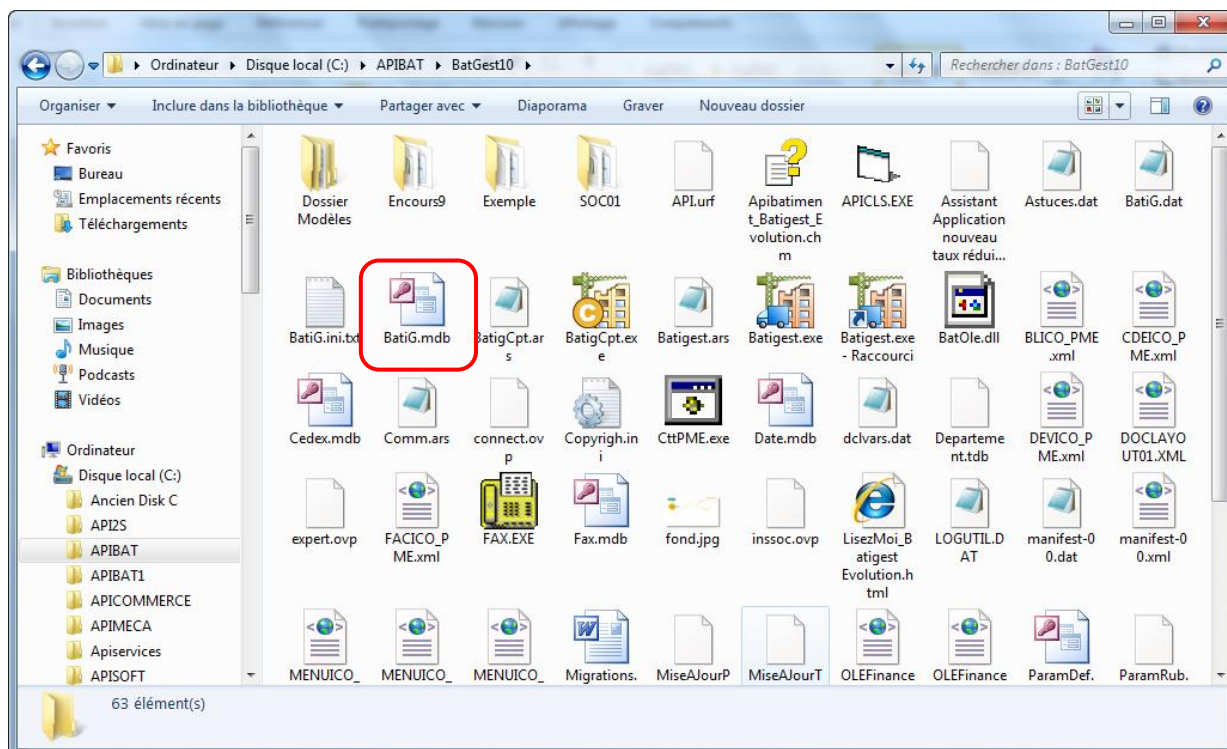 Ordinateur ▸ Disque local (C:) ▸ APIBAT ▸ BatGest10 ▸
Rechercher dans : BatGest10
Organiser
Inclure dans la bibliothèque
Partager avec
Diaporama
Graver
Nouveau dossier
Favoris
Bureau
Emplacements récents
Téléchargements
Bibliothèques
Documents
Images
Musique
Podcasts
Vidéos
Ordinateur
Disque local (C:)
Ancien Disk C
API2S
APIBAT
APIBAT1
APICOMMERCE
APIMECA
Apiservices
APISOFT
Dossier
Modèles
Encours9
Exemple
SOC01
API.urf
Apibatimen
t_Batigest_E
volution.ch
m
APICLS.EXE
Assistant
Application
nouveau
taux rédui...
Astuces.dat
BatiG.dat
BatiG.ini.txt
BatiG.mdb
BatigCpt.ar
s
BatigCpt.ex
e
Batigest.ars
Batigest.exe
Batigest.exe
- Raccourci
BatOle.dll
BLICO_PME
.xml
CDEICO_P
ME.xml
Cedex.mdb
Comm.ars
connect.ov
p
Copyrigh.in
i
CttPME.exe
Date.mdb
dclvars.dat
Departeme
nt.tdb
DEVICO_P
ME.xml
DOCLAYO
UT01.XML
expert.ovp
FACICO_P
ME.xml
FAX.EXE
Fax.mdb
fond.jpg
inssoc.ovp
LisezMoi_B
atigest
Evolution.h
tml
LOGUTIL.D
AT
manifest-0
0.dat
manifest-0
0.xml
MENUICO_
MENUICO_
MENUICO_
Migrations.
MiseAJourP
MiseAJourT
OLEFinance
OLEFinance
ParamDef.
ParamRub.
63 élément(s)